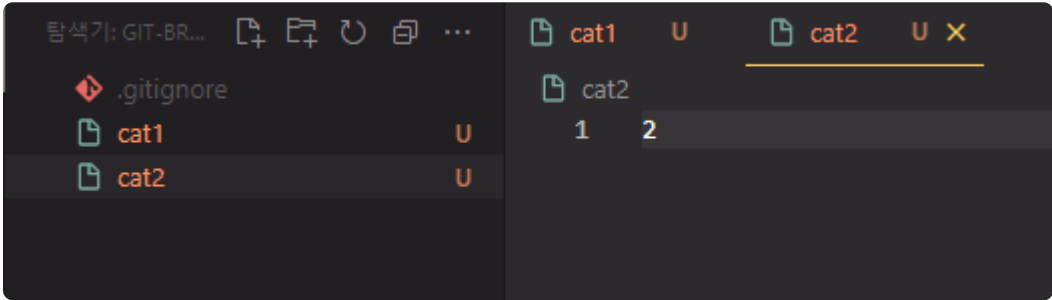 탐색기: GIT-BR...
.gitignore
cat1 U
cat2 U
cat1 U cat2 U
cat2
1 2